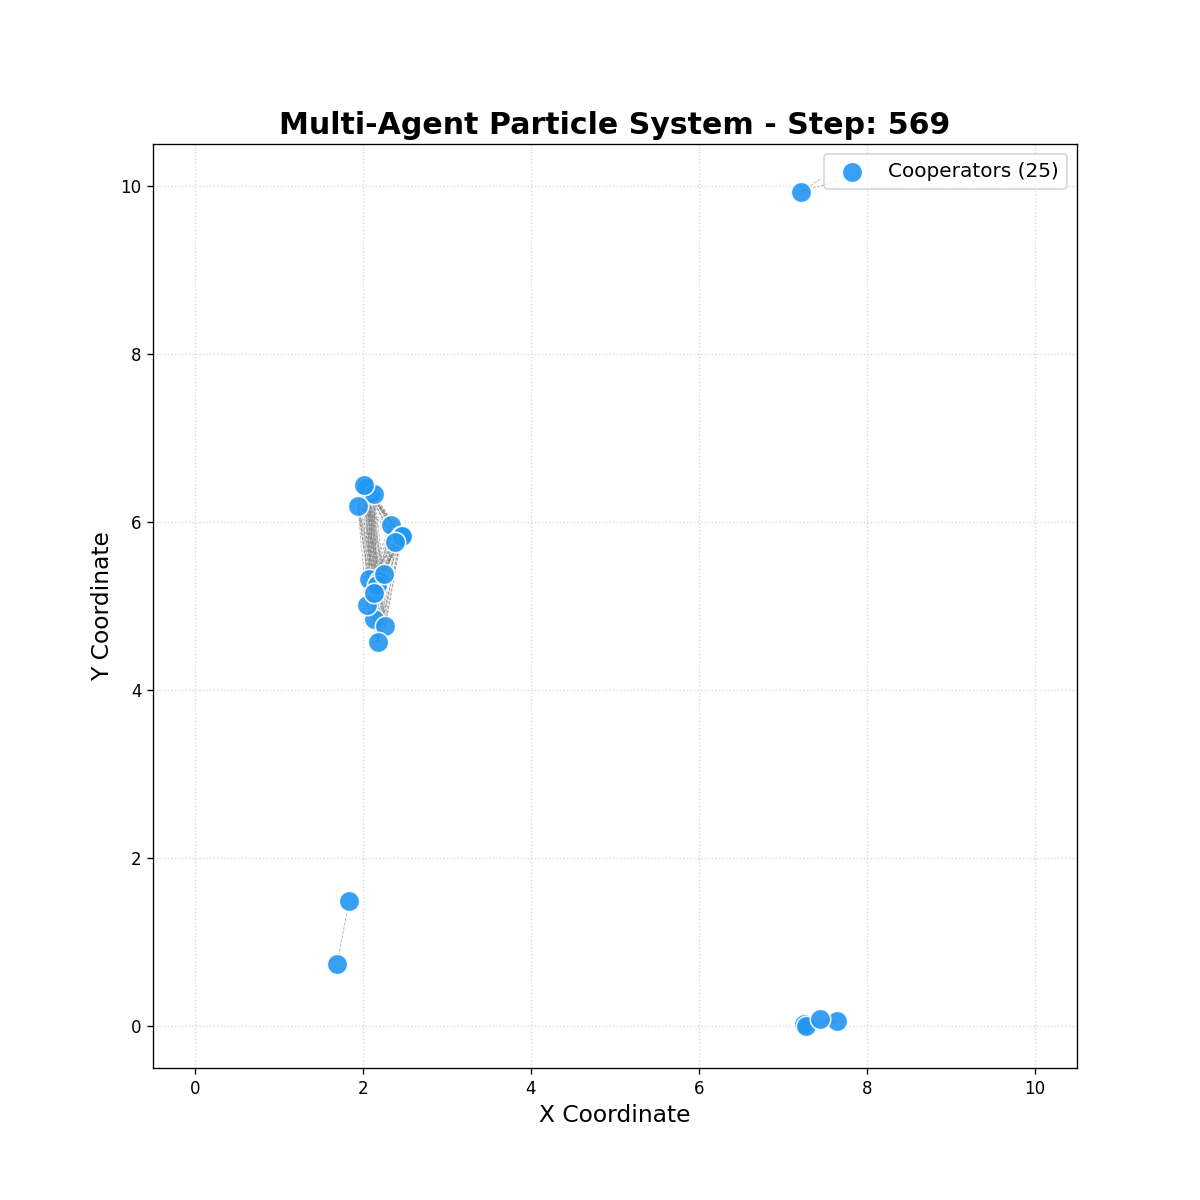 Multi-Agent Particle System - Step: 569
Cooperators (25)
10
8
6
4
2
0
Y Coordinate
0 2 4 6 8 10
X Coordinate